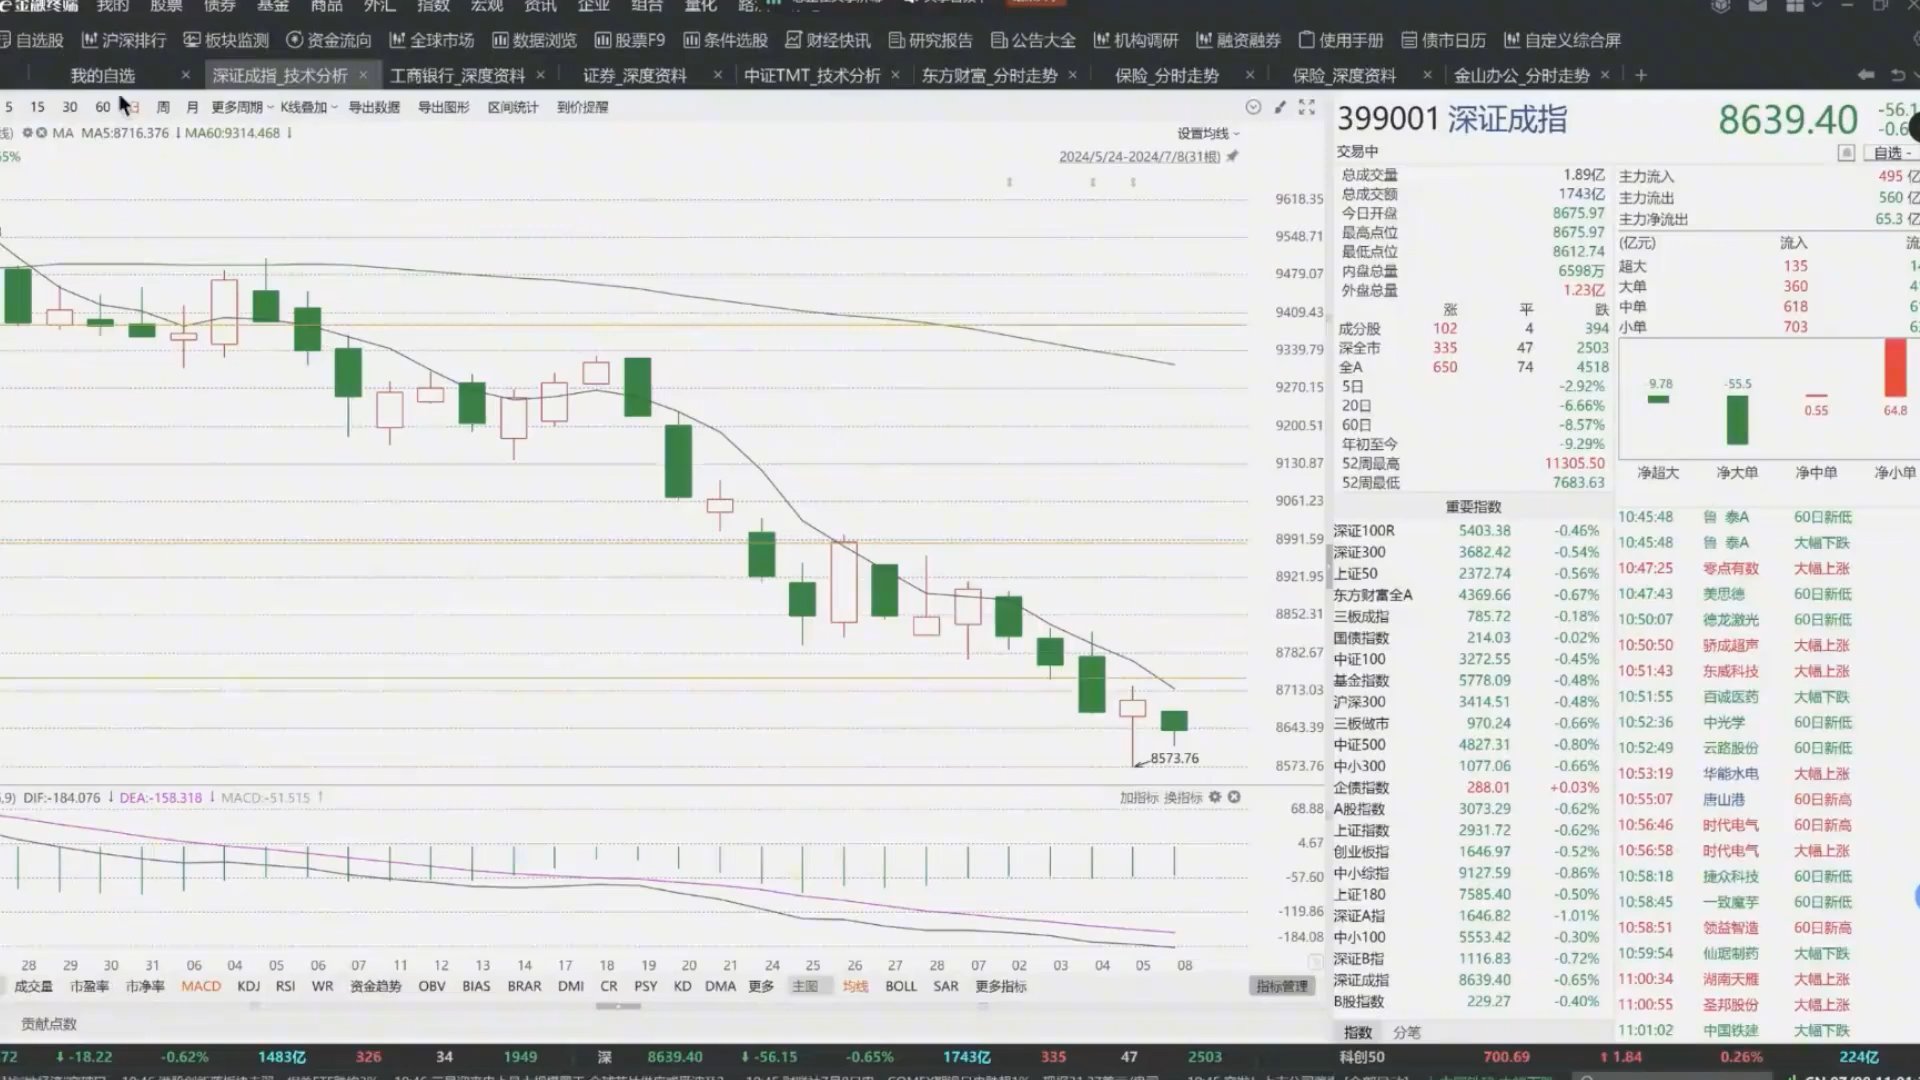 金融终端 我的 股票 债券 基金 商品 外汇 指数 宏观 资讯 企业 组合 量化
自选股 沪深排行 板块监测 资金流向 全球市场 数据浏览 股票F9 条件选股 财经快讯 研究报告 公告大全 机构调研 融资融券 使用手册 债市日历 自定义综合屏
我的自选 × 深证成指_技术分析 × 工商银行_深度资料 × 证券_深度资料 × 中证TMT_技术分析 × 东方财富_分时走势 × 保险_分时走势 × 保险_深度资料 × 金山办公_分时走势 × +
5 15 30 60 日 周 月 更多周期 K线叠加 导出数据 导出图形 区间统计 到价提醒
MA MA5:8716.376 ↓ MA60:9314.468 ↓
设置均线
2024/5/24-2024/7/8(31根)
9618.35
9548.71
9479.07
9409.43
9339.79
9270.15
9200.51
9130.87
9061.23
8991.59
8921.95
8852.31
8782.67
8713.03
8643.39
8573.76
8573.76
DIF:-184.076 ↓ DEA:-158.318 ↓ MACD:-51.515 ↑
加指标 换指标
68.88
4.67
-57.60
-119.86
-184.08
28 29 30 31 06 04 05 06 07 11 12 13 14 17 18 19 20 21 24 25 26 27 28 07 02 03 04 05 08
成交量 市盈率 市净率 MACD KDJ RSI WR 资金趋势 OBV BIAS BRAR DMI CR PSY KD DMA 更多 主图 均线 BOLL SAR 更多指标 指标管理
贡献点数
399001 深证成指 8639.40
交易中
自选
总成交量 1.89亿
总成交额 1743亿
今日开盘 8675.97
最高点位 8675.97
最低点位 8612.74
内盘总量 6598万
外盘总量 1.23亿
涨 平 跌
成分股 102 4 394
深全市 335 47 2503
全A 650 74 4518
5日 -2.92%
20日 -6.66%
60日 -8.57%
年初至今 -9.29%
52周最高 11305.50
52周最低 7683.63
主力流入 495 亿
主力流出 560 亿
主力净流出 65.3 亿
(亿元) 流入
超大 135
大单 360
中单 618
小单 703
-9.78 -55.5 0.55 64.8
净超大 净大单 净中单 净小单
重要指数
深证100R 5403.38 -0.46%
深证300 3682.42 -0.54%
上证50 2372.74 -0.56%
东方财富全A 4369.66 -0.67%
三板成指 785.72 -0.18%
国债指数 214.03 -0.02%
中证100 3272.55 -0.45%
基金指数 5778.09 -0.48%
沪深300 3414.51 -0.48%
三板做市 970.24 -0.66%
中证500 4827.31 -0.80%
中小300 1077.06 -0.66%
企债指数 288.01 +0.03%
A股指数 3073.29 -0.62%
上证指数 2931.72 -0.62%
创业板指 1646.97 -0.52%
中小综指 9127.59 -0.86%
上证180 7585.40 -0.50%
深证A指 1646.82 -1.01%
中小100 5553.42 -0.30%
深证B指 1116.83 -0.72%
深证成指 8639.40 -0.65%
B股指数 229.27 -0.40%
指数 分笔
10:45:48 鲁 泰A 60日新低
10:45:48 鲁 泰A 大幅下跌
10:47:25 零点有数 大幅上涨
10:47:43 美思德 60日新低
10:50:07 德龙激光 60日新低
10:50:50 骄成超声 大幅上涨
10:51:43 东威科技 大幅上涨
10:51:55 百诚医药 大幅下跌
10:52:36 中光学 60日新低
10:52:49 云路股份 60日新低
10:53:19 华能水电 大幅上涨
10:55:07 唐山港 60日新高
10:56:46 时代电气 60日新高
10:56:58 时代电气 大幅上涨
10:58:18 捷众科技 60日新低
10:58:45 一致魔芋 60日新低
10:58:51 领益智造 60日新高
10:59:54 仙琚制药 大幅下跌
11:00:34 湖南天雁 大幅上涨
11:00:55 圣邦股份 大幅上涨
11:01:02 中国铁建 大幅下跌
72 -18.22 -0.62% 1483亿 326 34 1949 深 8639.40 -56.15 -0.65% 1743亿 335 47 2503 科创50 700.69 1.84 0.26% 224亿